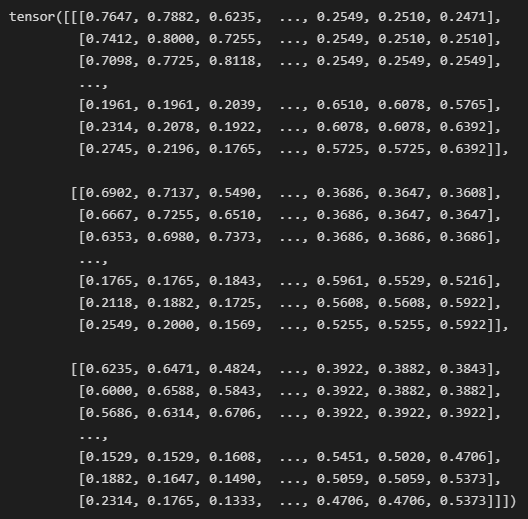 tensor([[[0.7647, 0.7882, 0.6235,  ..., 0.2549, 0.2510, 0.2471],
         [0.7412, 0.8000, 0.7255,  ..., 0.2549, 0.2510, 0.2510],
         [0.7098, 0.7725, 0.8118,  ..., 0.2549, 0.2549, 0.2549],
         ...,
         [0.1961, 0.1961, 0.2039,  ..., 0.6510, 0.6078, 0.5765],
         [0.2314, 0.2078, 0.1922,  ..., 0.6078, 0.6078, 0.6392],
         [0.2745, 0.2196, 0.1765,  ..., 0.5725, 0.5725, 0.6392]],

        [[0.6902, 0.7137, 0.5490,  ..., 0.3686, 0.3647, 0.3608],
         [0.6667, 0.7255, 0.6510,  ..., 0.3686, 0.3647, 0.3647],
         [0.6353, 0.6980, 0.7373,  ..., 0.3686, 0.3686, 0.3686],
         ...,
         [0.1765, 0.1765, 0.1843,  ..., 0.5961, 0.5529, 0.5216],
         [0.2118, 0.1882, 0.1725,  ..., 0.5608, 0.5608, 0.5922],
         [0.2549, 0.2000, 0.1569,  ..., 0.5255, 0.5255, 0.5922]],

        [[0.6235, 0.6471, 0.4824,  ..., 0.3922, 0.3882, 0.3843],
         [0.6000, 0.6588, 0.5843,  ..., 0.3922, 0.3882, 0.3882],
         [0.5686, 0.6314, 0.6706,  ..., 0.3922, 0.3922, 0.3922],
         ...,
         [0.1529, 0.1529, 0.1608,  ..., 0.5451, 0.5020, 0.4706],
         [0.1882, 0.1647, 0.1490,  ..., 0.5059, 0.5059, 0.5373],
         [0.2314, 0.1765, 0.1333,  ..., 0.4706, 0.4706, 0.5373]]])